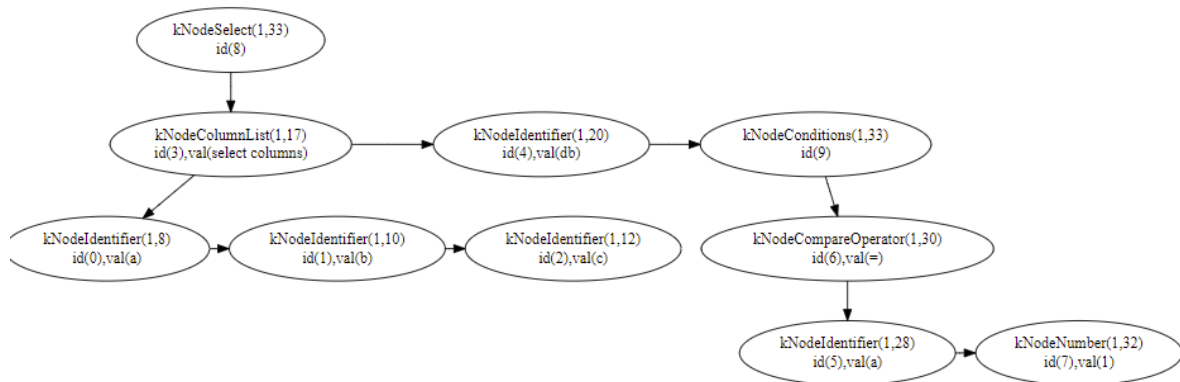 kNodeSelect(1,33)
id(8)
kNodeColumnList(1,17)
id(3),val(select columns)
kNodeIdentifier(1,20)
id(4),val(db)
kNodeConditions(1,33)
id(9)
kNodeIdentifier(1,8)
id(0),val(a)
kNodeIdentifier(1,10)
id(1),val(b)
kNodeIdentifier(1,12)
id(2),val(c)
kNodeCompareOperator(1,30)
id(6),val(=)
kNodeIdentifier(1,28)
id(5),val(a)
kNodeNumber(1,32)
id(7),val(1)